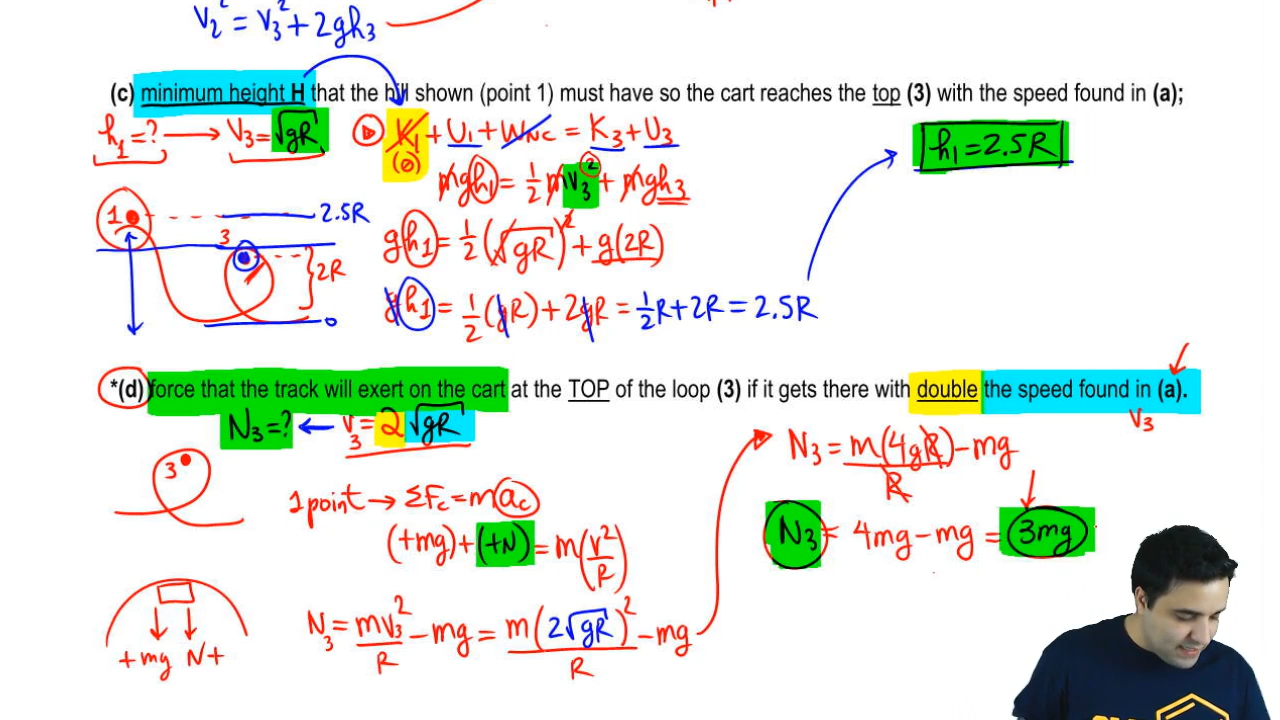 V₂² = V₃² + 2gh₃
(c) minimum height H that the hill shown (point 1) must have so the cart reaches the top (3) with the speed found in (a);
h₁ = ? → V₃ = √gR
K₁ + U₁ + W_NC = K₃ + U₃
(0)
mgh₁ = 1/2 mv₃² + mgh₃
h₁ = 2.5R
1
2.5R
3
2R
0
gh₁ = 1/2 (√gR)² + g(2R)
gh₁ = 1/2 (gR) + 2gR = 1/2 R + 2R = 2.5R
*(d) force that the track will exert on the cart at the TOP of the loop (3) if it gets there with double the speed found in (a).
N₃ = ? ← V₃ = 2 √gR
V₃
3
1 point → ΣFc = m ac
(+mg) + (+N) = m (v²/R)
+mg N+
N₃ = mv₃²/R - mg = m(2√gR)²/R - mg
N₃ = m(4gR)/R - mg
N₃ = 4mg - mg = 3mg